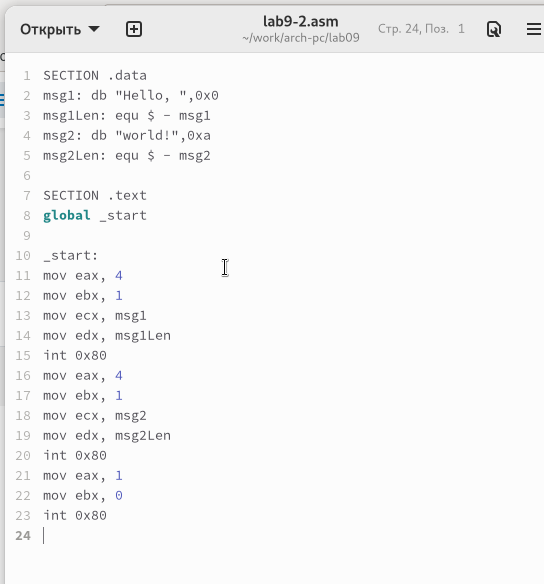 Открыть
lab9-2.asm
~/work/arch-pc/lab09
Стр. 24, Поз. 1
1 SECTION .data
2 msg1: db "Hello, ",0x0
3 msg1Len: equ $ - msg1
4 msg2: db "world!",0xa
5 msg2Len: equ $ - msg2
6
7 SECTION .text
8 global _start
9
10 _start:
11 mov eax, 4
12 mov ebx, 1
13 mov ecx, msg1
14 mov edx, msg1Len
15 int 0x80
16 mov eax, 4
17 mov ebx, 1
18 mov ecx, msg2
19 mov edx, msg2Len
20 int 0x80
21 mov eax, 1
22 mov ebx, 0
23 int 0x80
24